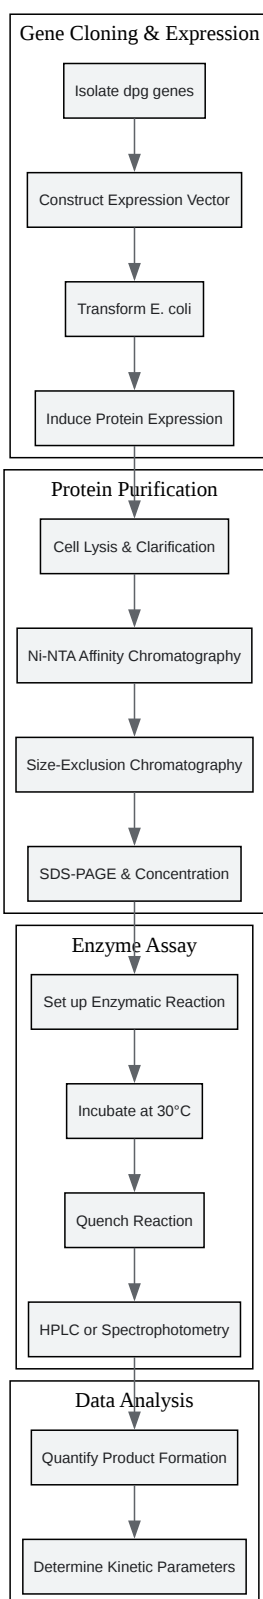 Gene Cloning & Expression
Isolate dpg genes
Construct Expression Vector
Transform E. coli
Induce Protein Expression
Protein Purification
Cell Lysis & Clarification
Ni-NTA Affinity Chromatography
Size-Exclusion Chromatography
SDS-PAGE & Concentration
Enzyme Assay
Set up Enzymatic Reaction
Incubate at 30°C
Quench Reaction
HPLC or Spectrophotometry
Data Analysis
Quantify Product Formation
Determine Kinetic Parameters